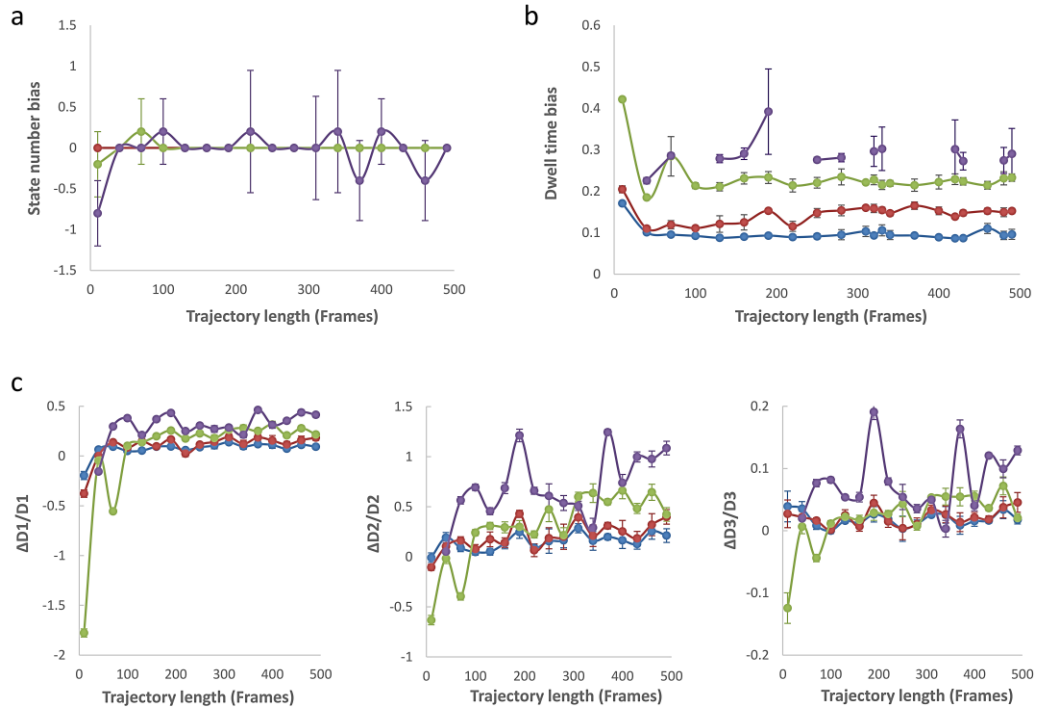 a
1.5
1
0.5
0
-0.5
-1
-1.5
State number bias
0 100 200 300 400 500
Trajectory length (Frames)
b
0.6
0.5
0.4
0.3
0.2
0.1
0
Dwell time bias
0 100 200 300 400 500
Trajectory length (Frames)
c
0.5
0
-0.5
-1
-1.5
-2
ΔD1/D1
0 100 200 300 400 500
Trajectory length (Frames)
1.5
1
0.5
0
-0.5
-1
ΔD2/D2
0 100 200 300 400 500
Trajectory length (Frames)
0.2
0.1
0
-0.1
-0.2
ΔD3/D3
0 100 200 300 400 500
Trajectory length (Frames)